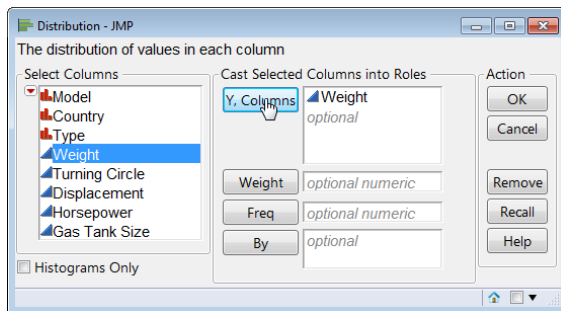 Distribution - JMP
The distribution of values in each column
Select Columns
Model
Country
Type
Weight
Turning Circle
Displacement
Horsepower
Gas Tank Size
Histograms Only
Cast Selected Columns into Roles
Y, Columns
Weight
optional
Weight
optional numeric
Freq
optional numeric
By
optional
Action
OK
Cancel
Remove
Recall
Help